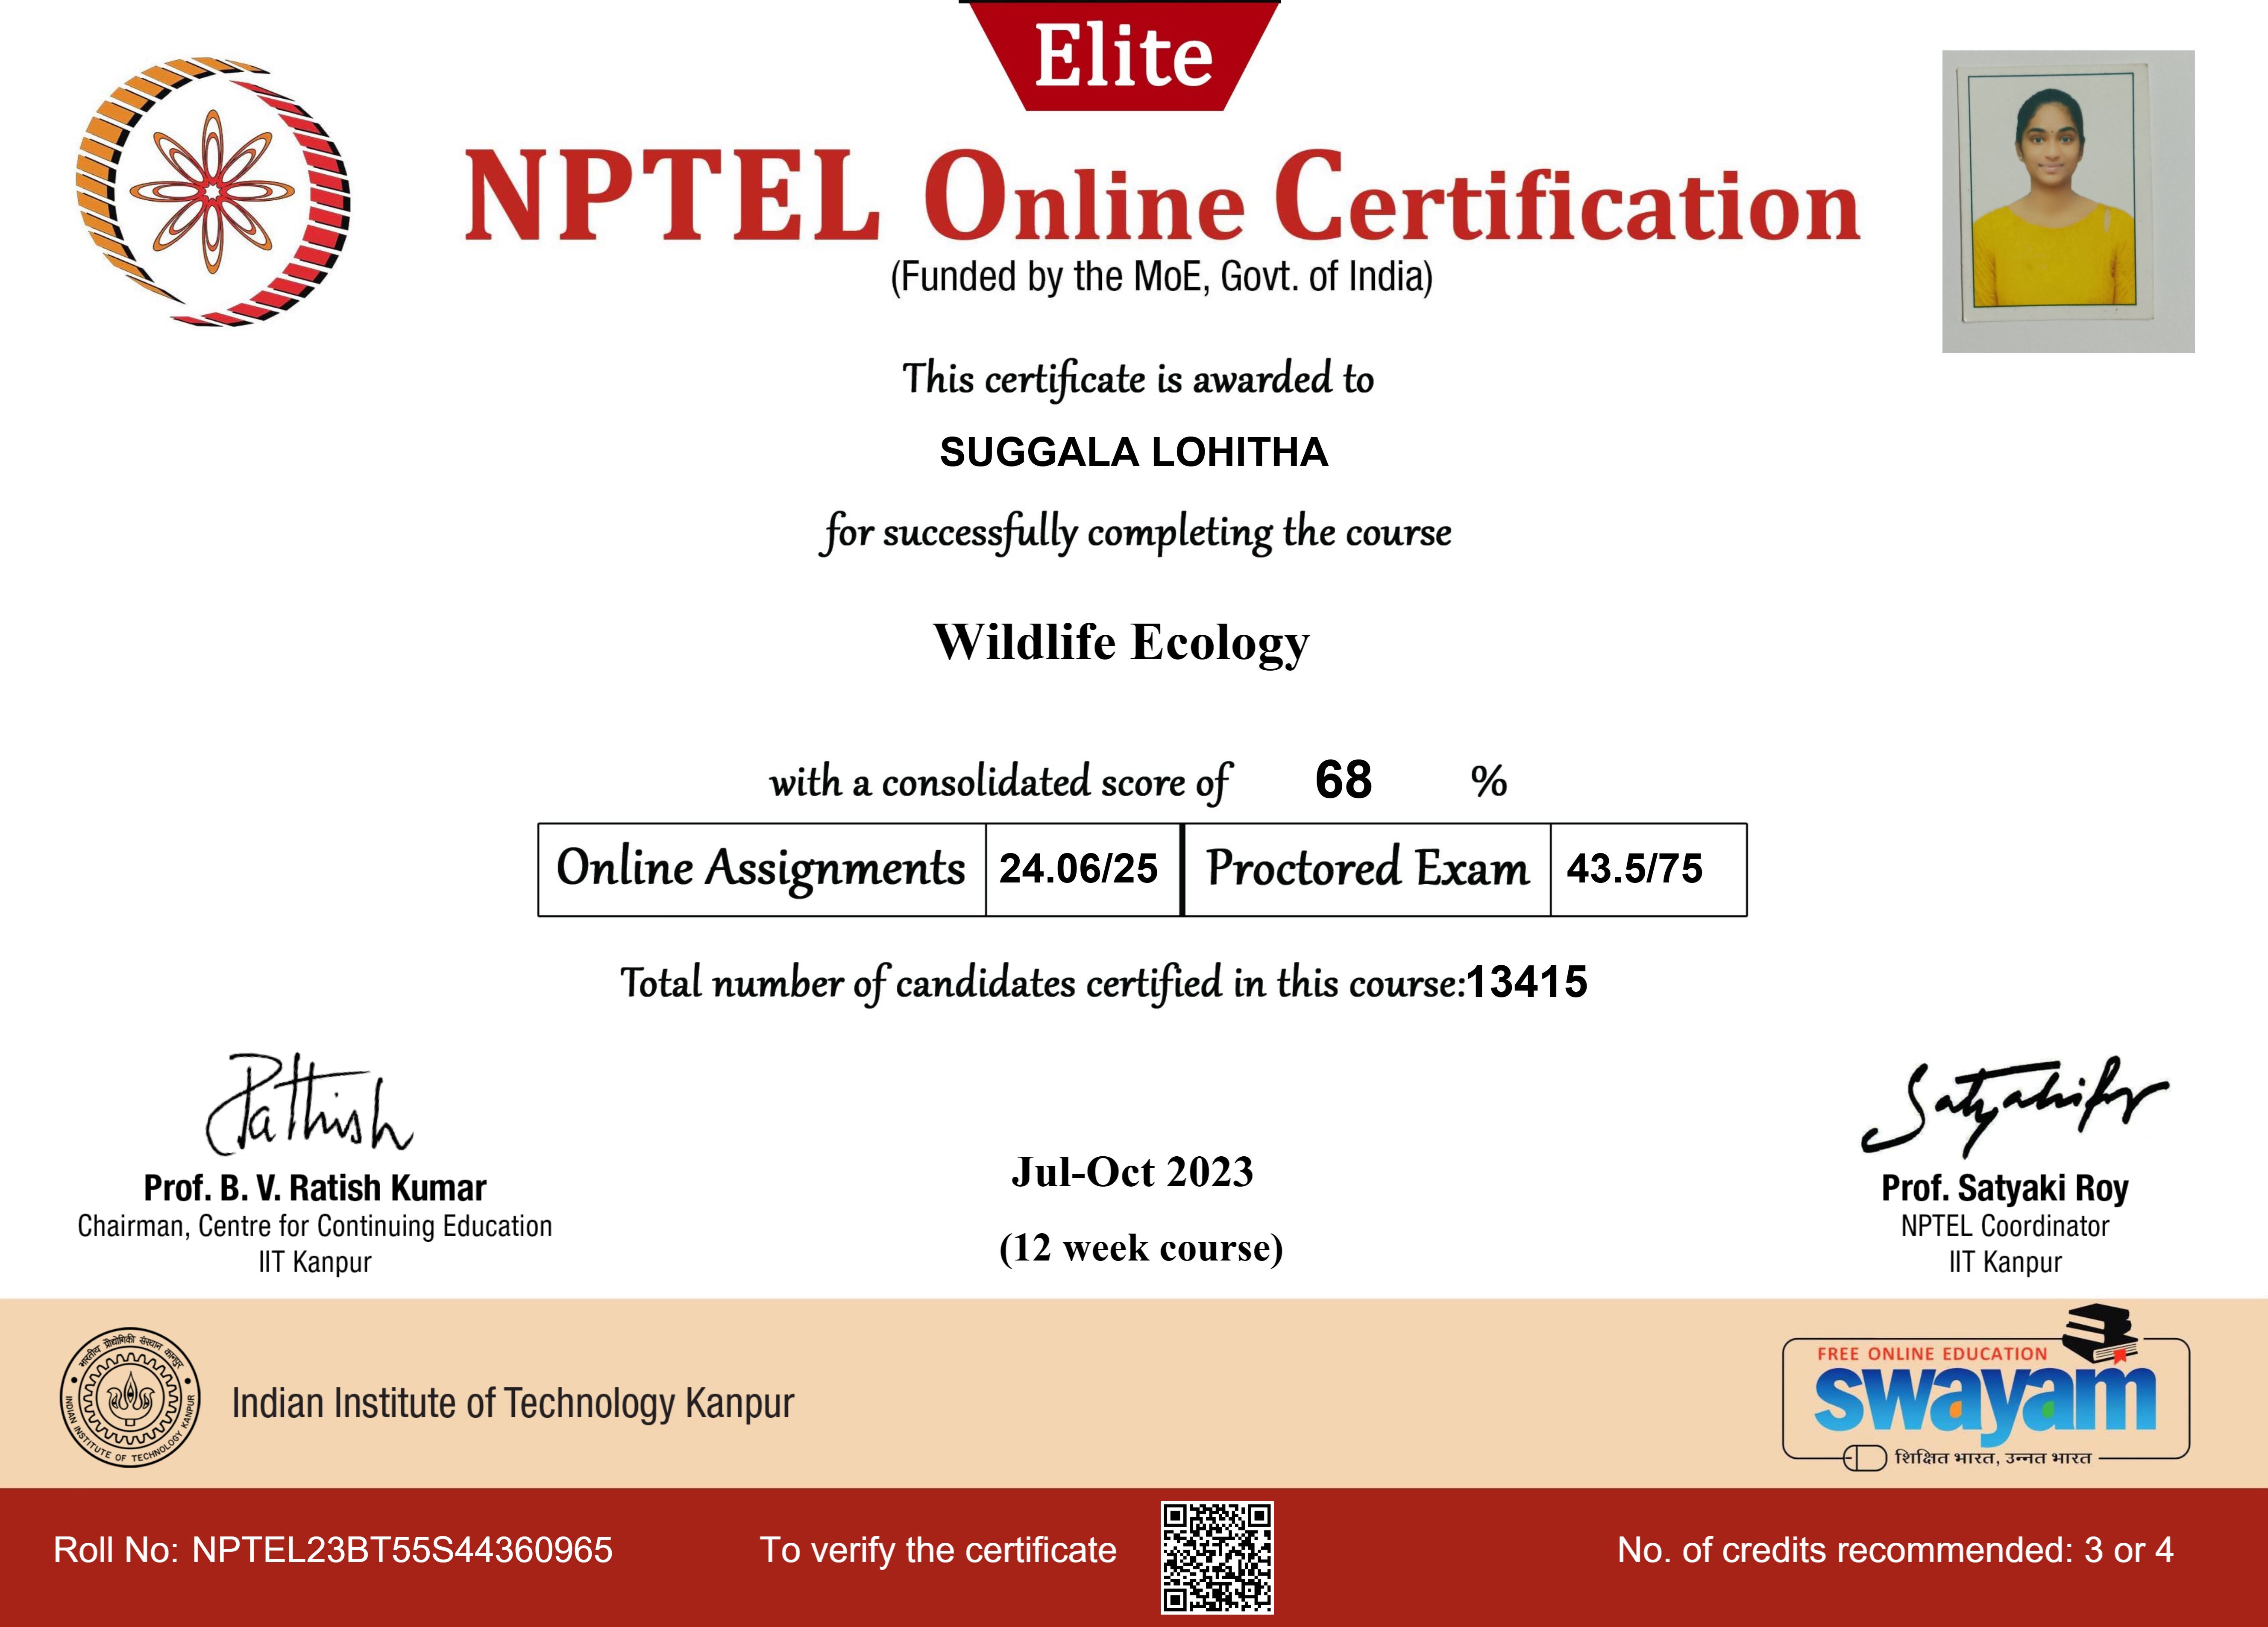 Elite
NPTEL Online Certification
(Funded by the MoE, Govt. of India)
This certificate is awarded to
SUGGALA LOHITHA
for successfully completing the course
Wildlife Ecology
with a consolidated score of 68 %
Online Assignments 24.06/25 Proctored Exam 43.5/75
Total number of candidates certified in this course:13415
Prof. B. V. Ratish Kumar
Chairman, Centre for Continuing Education
IIT Kanpur
Jul-Oct 2023
(12 week course)
Prof. Satyaki Roy
NPTEL Coordinator
IIT Kanpur
भारतीय प्रौद्योगिकी संस्थान कानपुर
INDIAN INSTITUTE OF TECHNOLOGY KANPUR
Indian Institute of Technology Kanpur
FREE ONLINE EDUCATION
swayam
शिक्षित भारत, उन्नत भारत
Roll No: NPTEL23BT55S44360965
To verify the certificate
No. of credits recommended: 3 or 4